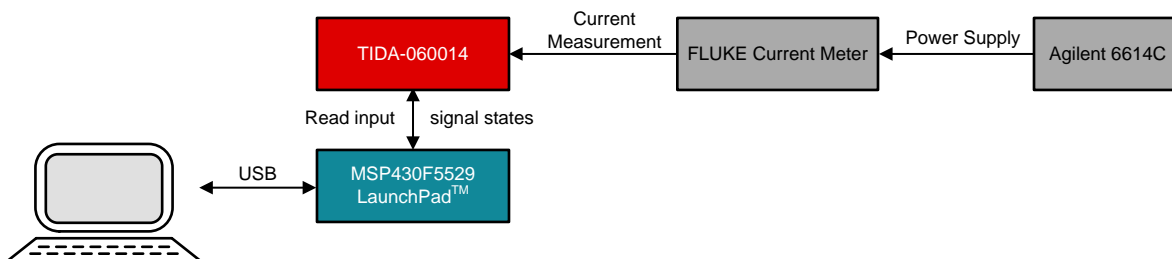 Current
Measurement
TIDA-060014
FLUKE Current Meter
Power Supply
Agilent 6614C
Read input signal states
USB
MSP430F5529
LaunchPad™